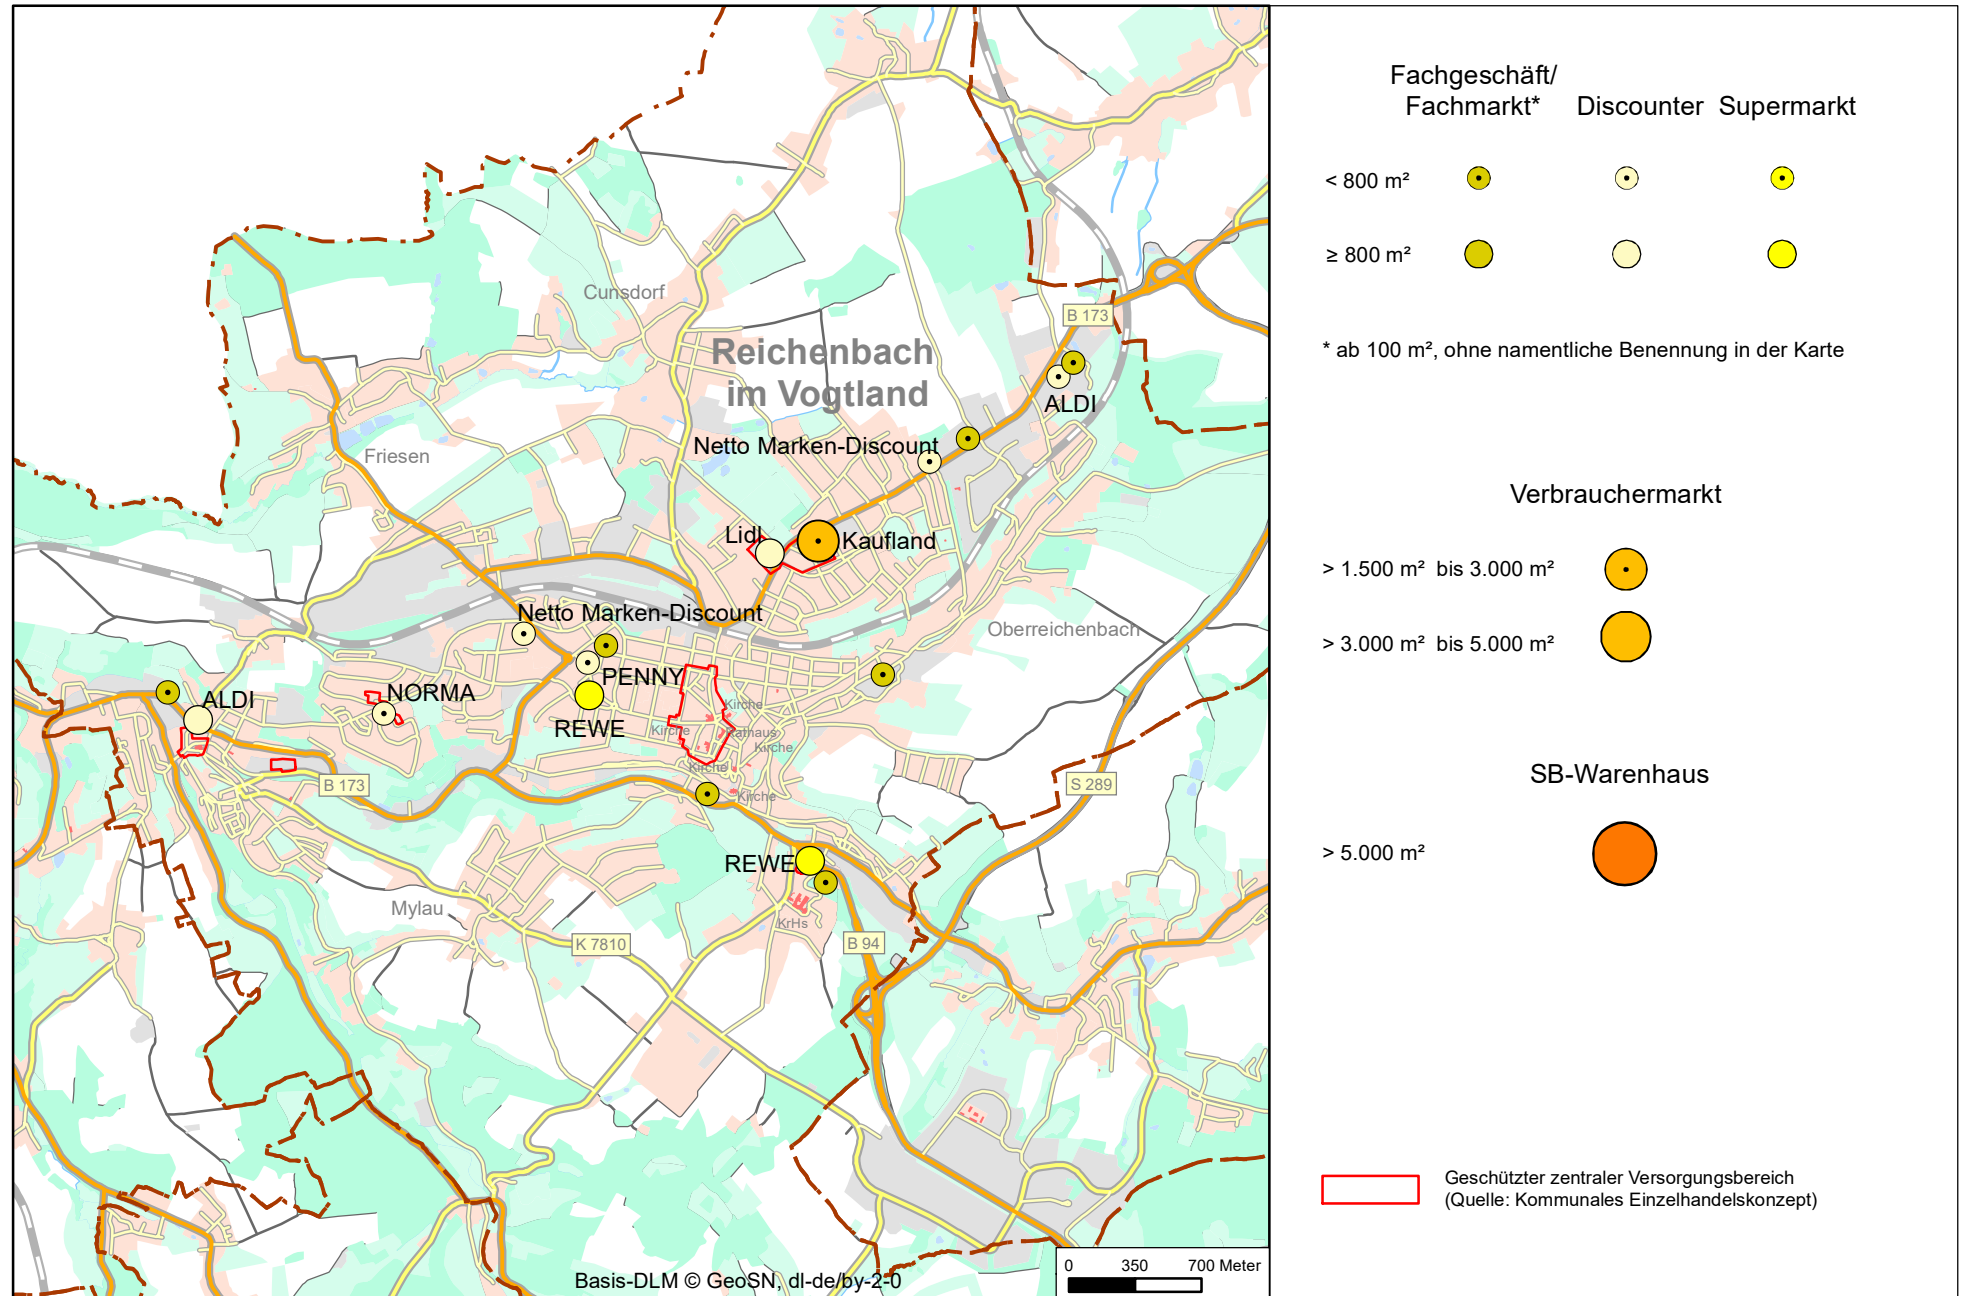 Cunsdorf
B 173
Reichenbach
im Vogtland
ALDI
Netto Marken-Discount
Friesen
Lidl
Kaufland
Netto Marken-Discount
Oberreichenbach
PENNY
NORMA
ALDI
REWE
Kirche
Kirche
Rathaus
Kirche
Kirche
B 173
S 289
Kirche
REWE
Mylau
KrHs
K 7810
B 94
Basis-DLM © GeoSN, dl-de/by-2-0
0 350 700 Meter
Fachgeschäft/
Fachmarkt* Discounter Supermarkt
< 800 m²
≥ 800 m²
* ab 100 m², ohne namentliche Benennung in der Karte
Verbrauchermarkt
> 1.500 m² bis 3.000 m²
> 3.000 m² bis 5.000 m²
SB-Warenhaus
> 5.000 m²
Geschützter zentraler Versorgungsbereich
(Quelle: Kommunales Einzelhandelskonzept)